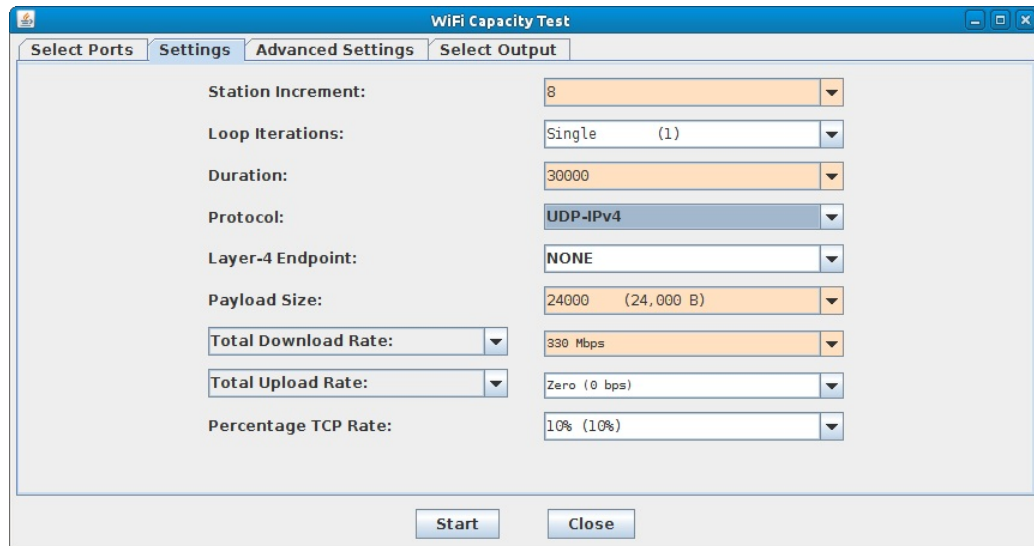 WiFi Capacity Test
Select Ports Settings Advanced Settings Select Output
Station Increment: 8
Loop Iterations: Single (1)
Duration: 30000
Protocol: UDP-IPv4
Layer-4 Endpoint: NONE
Payload Size: 24000 (24,000 B)
Total Download Rate: 330 Mbps
Total Upload Rate: Zero (0 bps)
Percentage TCP Rate: 10% (10%)
Start Close